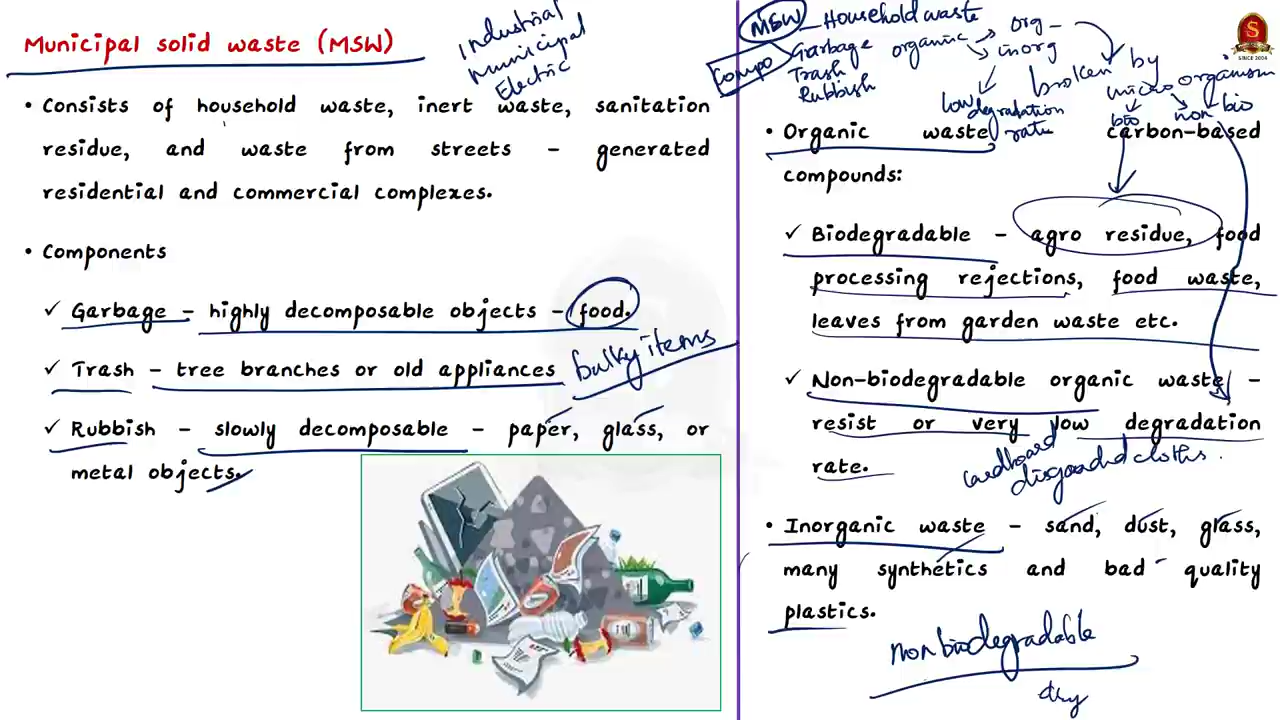 Municipal solid waste (MSW)
Industrial
Municipal
Electric
• Consists of household waste, inert waste, sanitation
residue, and waste from streets – generated
residential and commercial complexes.
• Components
✓ Garbage – highly decomposable objects – food.
✓ Trash – tree branches or old appliances
bulky items
✓ Rubbish – slowly decomposable – paper, glass, or
metal objects.
MSW – Household waste
Compo
Garbage
Trash
Rubbish
organic
org
inorg
low degradation
rate
broken by
micro organism
bio
non bio
SINCE 2004
• Organic waste carbon-based
compounds:
✓ Biodegradable – agro residue, food
processing rejections, food waste,
leaves from garden waste etc.
✓ Non-biodegradable organic waste –
resist or very low degradation
rate.
cardboard
disgarded cloths.
• Inorganic waste – sand, dust, glass,
many synthetics and bad quality
plastics.
non biodegradable
dry